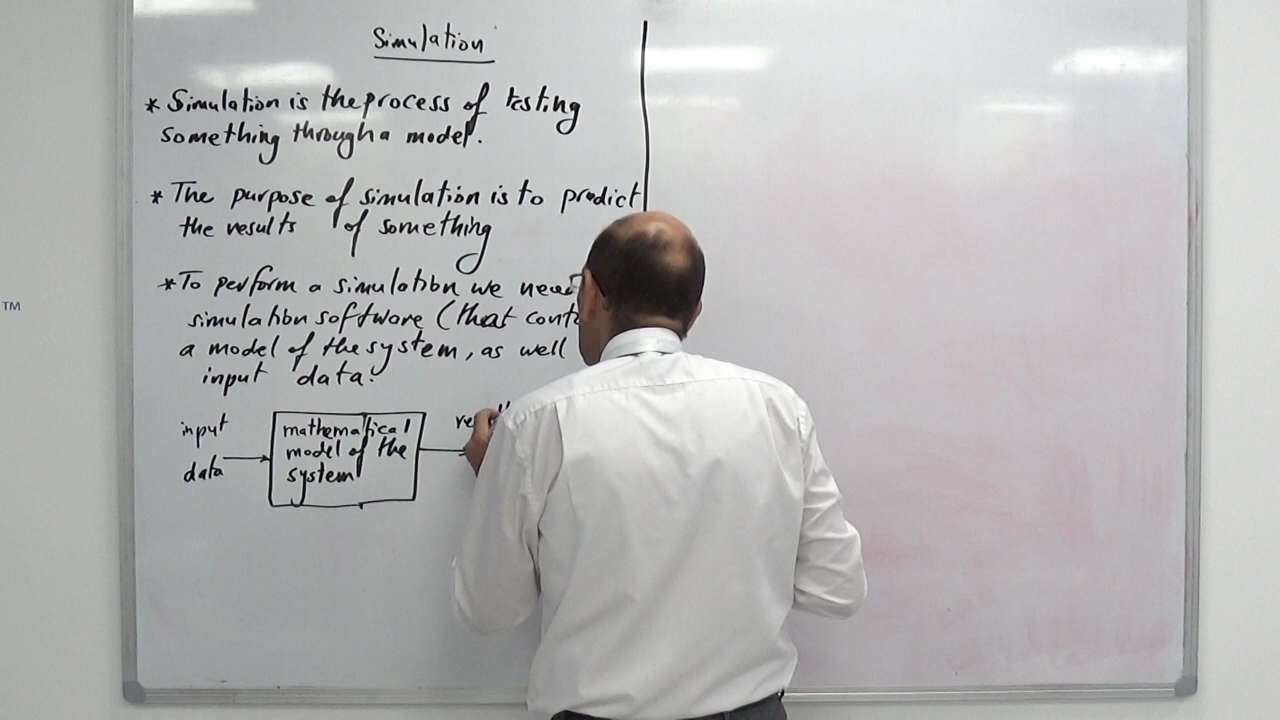 Simulation
* Simulation is the process of testing
something through a model.
* The purpose of simulation is to predict
the results of something
* To perform a simulation we need
simulation software (that
a model of the system, as well
input data.
input
data
mathematical
model of the
system
TM